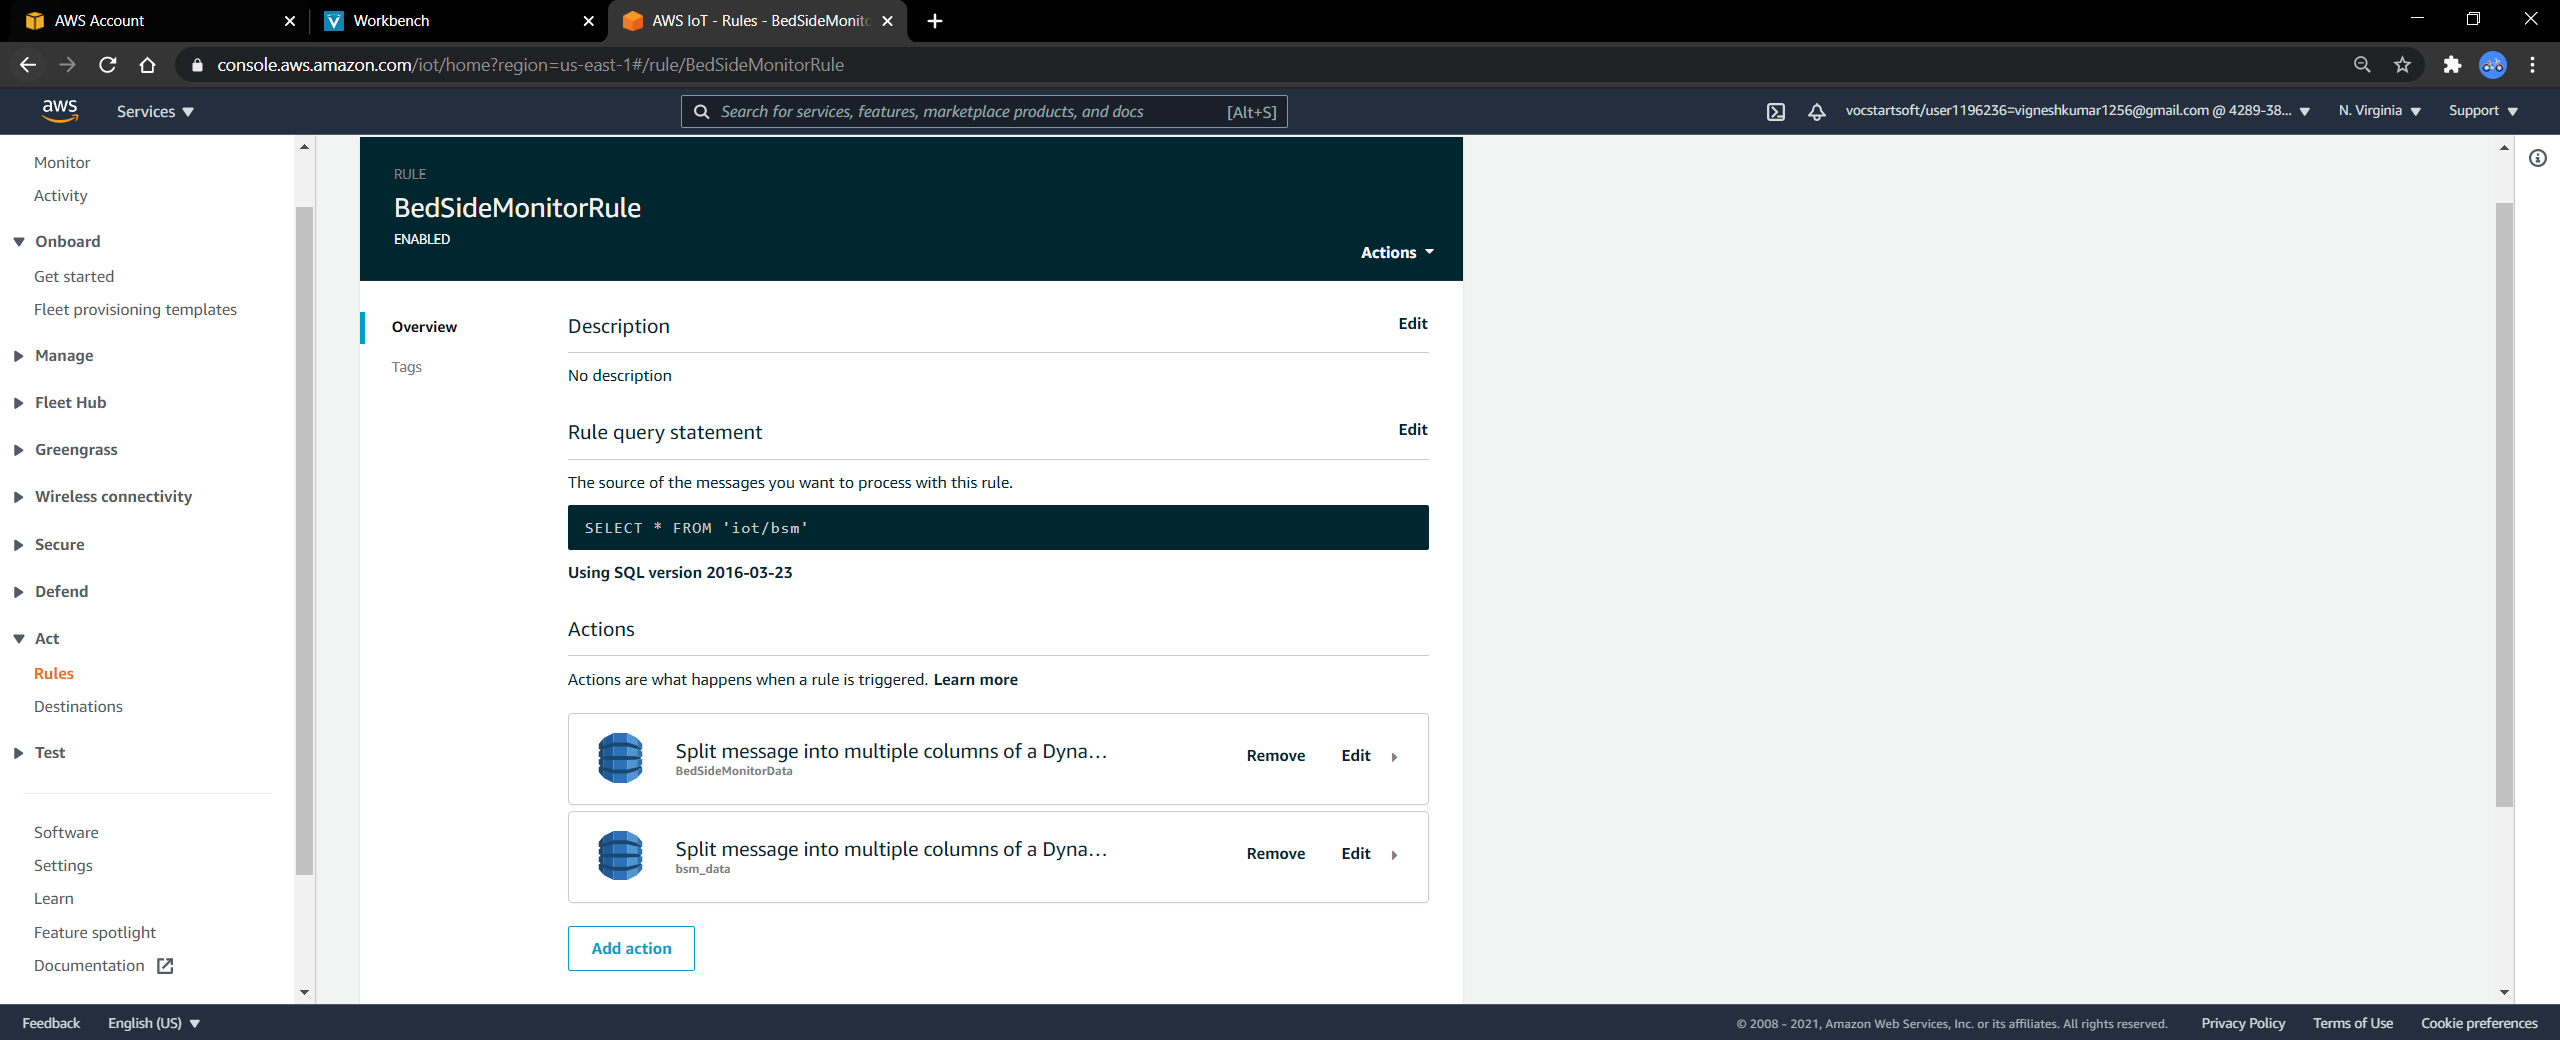 AWS Account
Workbench
AWS IoT - Rules - BedSideMonito
console.aws.amazon.com/iot/home?region=us-east-1#/rule/BedSideMonitorRule
aws
Services
Search for services, features, marketplace products, and docs
[Alt+S]
vocstartsoft/user1196236=vigneshkumar1256@gmail.com @ 4289-38...
N. Virginia
Support
Monitor
Activity
Onboard
Get started
Fleet provisioning templates
Manage
Fleet Hub
Greengrass
Wireless connectivity
Secure
Defend
Act
Rules
Destinations
Test
Software
Settings
Learn
Feature spotlight
Documentation
RULE
BedSideMonitorRule
ENABLED
Actions
Overview
Tags
Description
Edit
No description
Rule query statement
Edit
The source of the messages you want to process with this rule.
SELECT * FROM 'iot/bsm'
Using SQL version 2016-03-23
Actions
Actions are what happens when a rule is triggered. Learn more
Split message into multiple columns of a Dyna...
BedSideMonitorData
Remove
Edit
Split message into multiple columns of a Dyna...
bsm_data
Remove
Edit
Add action
Feedback
English (US)
© 2008 - 2021, Amazon Web Services, Inc. or its affiliates. All rights reserved.
Privacy Policy
Terms of Use
Cookie preferences